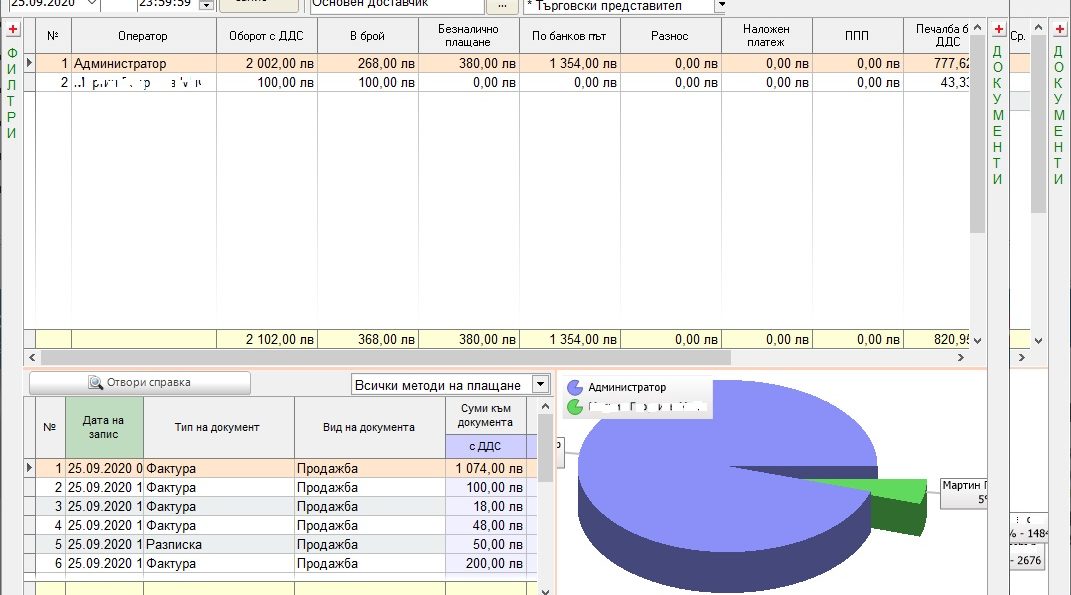 25.09.2020 23:59:59 Основен доставчик ... * Търговски представител
ФИЛТРИ
№ Оператор Оборот с ДДС В брой Безналично плащане По банков път Разнос Наложен платеж ППП Печалба б ДДС Ср.
1 Администратор 2 002,00 лв 268,00 лв 380,00 лв 1 354,00 лв 0,00 лв 0,00 лв 0,00 лв 777,62
2 100,00 лв 100,00 лв 0,00 лв 0,00 лв 0,00 лв 0,00 лв 0,00 лв 43,33
2 102,00 лв 368,00 лв 380,00 лв 1 354,00 лв 0,00 лв 0,00 лв 0,00 лв 820,95
ДОКУМЕНТИ
ДОКУМЕНТИ
Отвори справка Всички методи на плащане
№ Дата на запис Тип на документ Вид на документа Суми към документа
с ДДС
1 25.09.2020 0 Фактура Продажба 1 074,00 лв
2 25.09.2020 1 Фактура Продажба 100,00 лв
3 25.09.2020 1 Фактура Продажба 18,00 лв
4 25.09.2020 1 Фактура Продажба 48,00 лв
5 25.09.2020 1 Разписка Продажба 50,00 лв
6 25.09.2020 1 Фактура Продажба 200,00 лв
Администратор
Мартин П
5%
% - 1484
- 2676